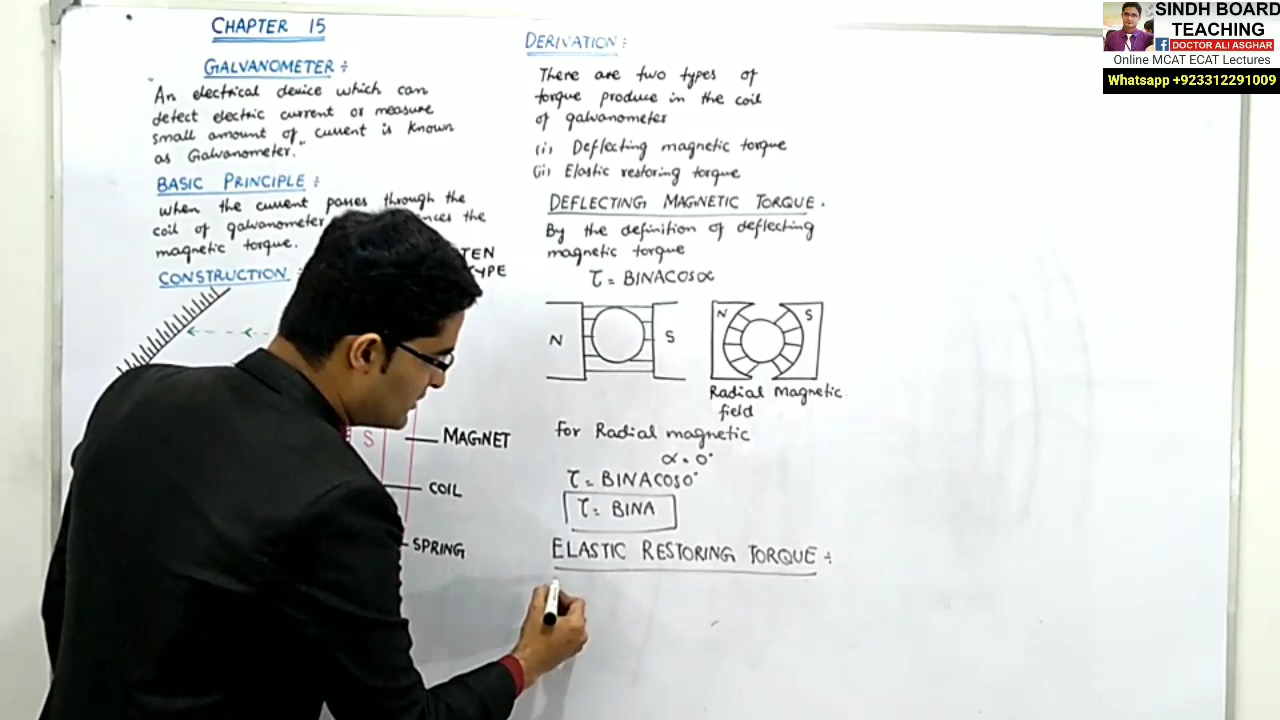 CHAPTER 15
GALVANOMETER ÷
"An electrical device which can
detect electric current or measure
small amount of current is known
as Galvanometer."
BASIC PRINCIPLE ÷
when the current passes through the
coil of galvanometer
magnetic torque.
CONSTRUCTION
S
MAGNET
COIL
SPRING
DERIVATION :
There are two types of
torque produce in the coil
of galvanometer
(i) Deflecting magnetic torque
(ii) Elastic restoring torque
DEFLECTING MAGNETIC TORQUE.
By the definition of deflecting
magnetic torque
τ = BINACOSα
N S
N S
Radial Magnetic
field
for Radial magnetic
α = 0°
τ = BINACOS0°
τ = BINA
ELASTIC RESTORING TORQUE ÷
SINDH BOARD
TEACHING
f DOCTOR ALI ASGHAR
Online MCAT ECAT Lectures
Whatsapp +923312291009